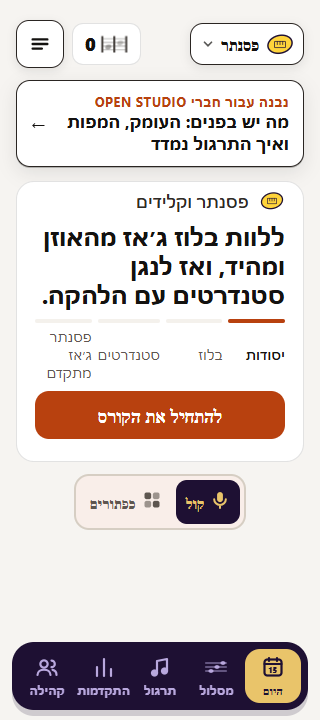 פסנתר
0
נבנה עבור חברי OPEN STUDIO
מה יש בפנים: העומק, המפות
ואיך התרגול נמדד
←
פסנתר וקלידים
ללוות בלוז ג׳אז מהאוזן
ומהיד, ואז לנגן
סטנדרטים עם הלהקה.
יסודות
בלוז
סטנדרטים
פסנתר
ג׳אז
מתקדם
להתחיל את הקורס
קול
כפתורים
15
היום
מסלול
תרגול
התקדמות
קהילה